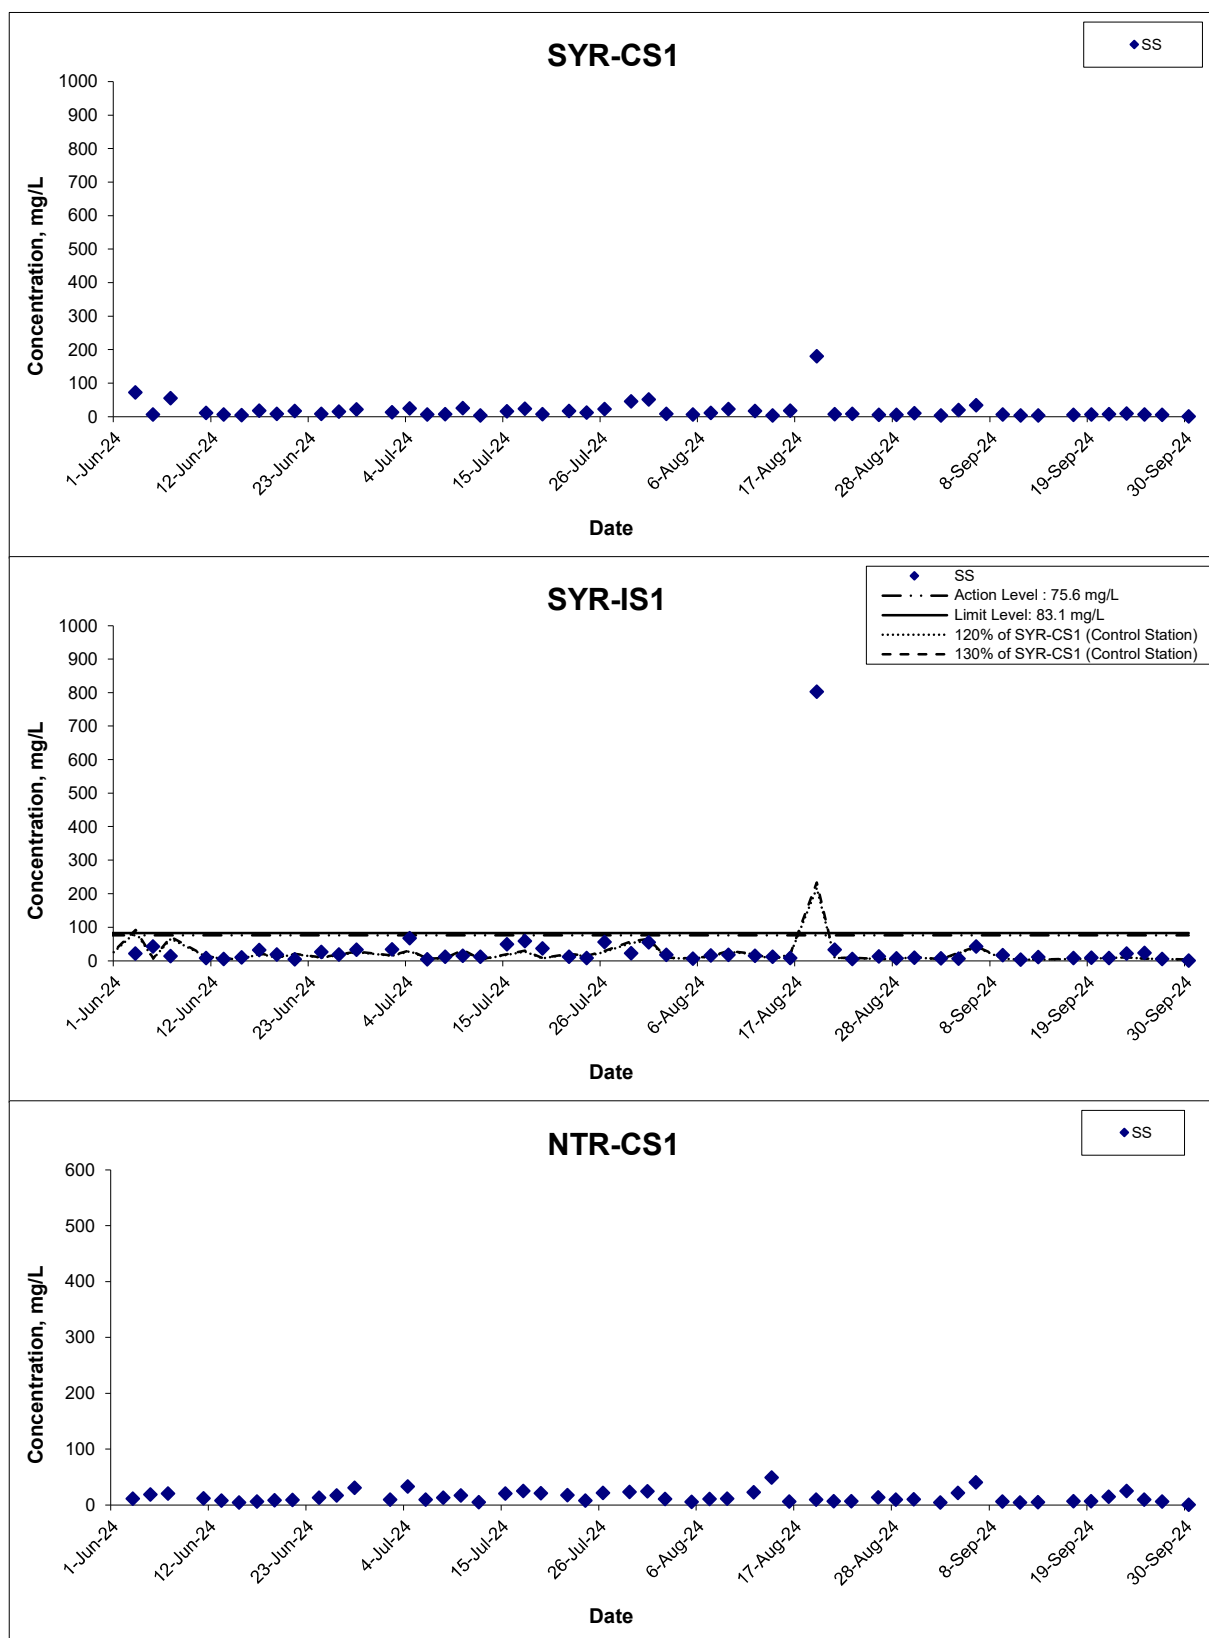 SYR-CS1
SS
Concentration, mg/L
1000
900
800
700
600
500
400
300
200
100
0
1-Jun-24
12-Jun-24
23-Jun-24
4-Jul-24
15-Jul-24
26-Jul-24
6-Aug-24
17-Aug-24
28-Aug-24
8-Sep-24
19-Sep-24
30-Sep-24
Date
SYR-IS1
SS
Action Level : 75.6 mg/L
Limit Level: 83.1 mg/L
120% of SYR-CS1 (Control Station)
130% of SYR-CS1 (Control Station)
Concentration, mg/L
1000
900
800
700
600
500
400
300
200
100
0
1-Jun-24
12-Jun-24
23-Jun-24
4-Jul-24
15-Jul-24
26-Jul-24
6-Aug-24
17-Aug-24
28-Aug-24
8-Sep-24
19-Sep-24
30-Sep-24
Date
NTR-CS1
SS
Concentration, mg/L
600
500
400
300
200
100
0
1-Jun-24
12-Jun-24
23-Jun-24
4-Jul-24
15-Jul-24
26-Jul-24
6-Aug-24
17-Aug-24
28-Aug-24
8-Sep-24
19-Sep-24
30-Sep-24
Date